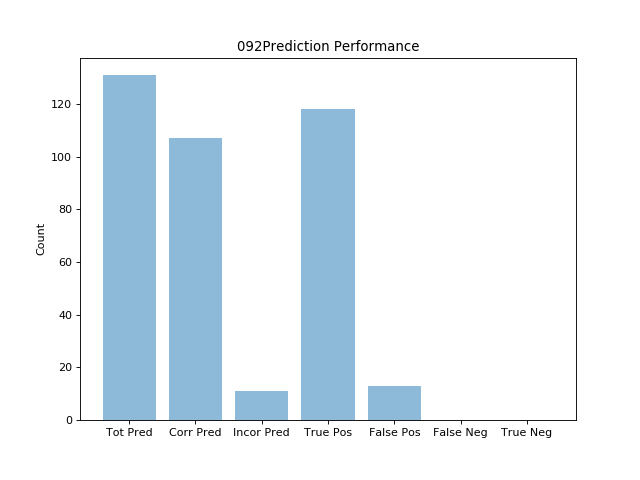 092Prediction Performance
Count
120
100
80
60
40
20
0
Tot Pred Corr Pred Incor Pred True Pos False Pos False Neg True Neg